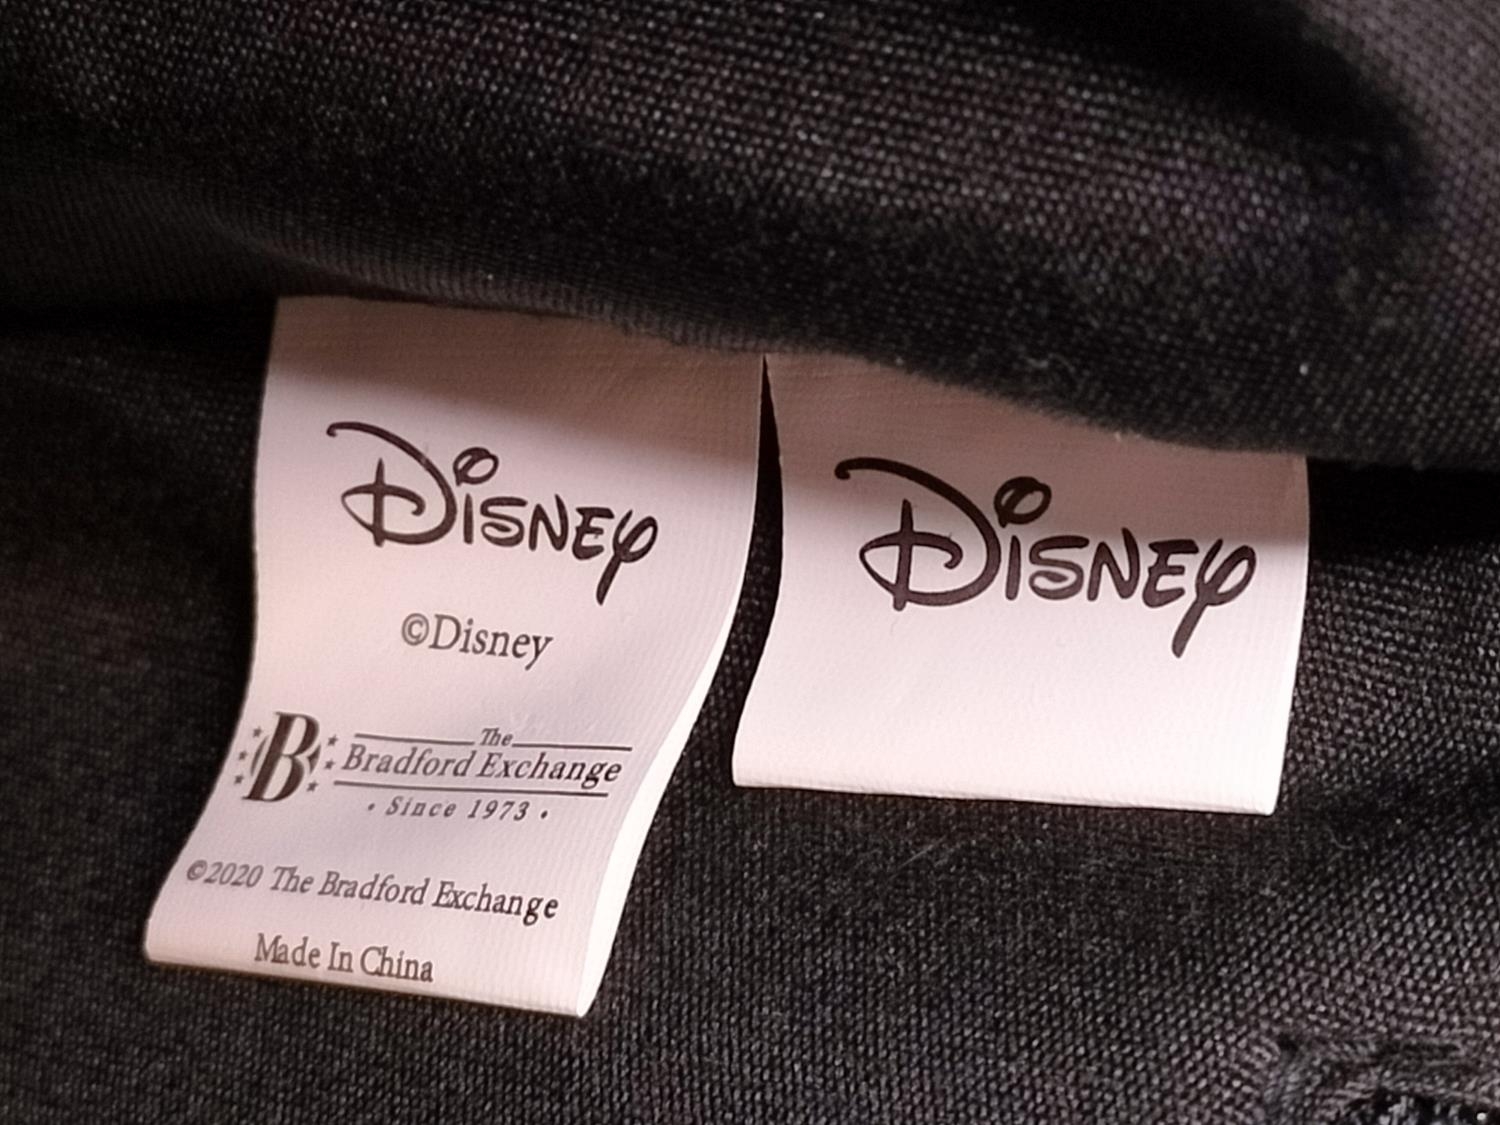 Disney
©Disney
B
The
Bradford Exchange
• Since 1973 •
©2020 The Bradford Exchange
Made In China
Disney